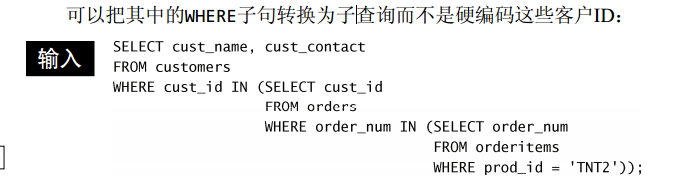 可以把其中的WHERE子句转换为子查询而不是硬编码这些客户ID：
输入
SELECT cust_name, cust_contact
FROM customers
WHERE cust_id IN (SELECT cust_id
FROM orders
WHERE order_num IN (SELECT order_num
FROM orderitems
WHERE prod_id = 'TNT2'));